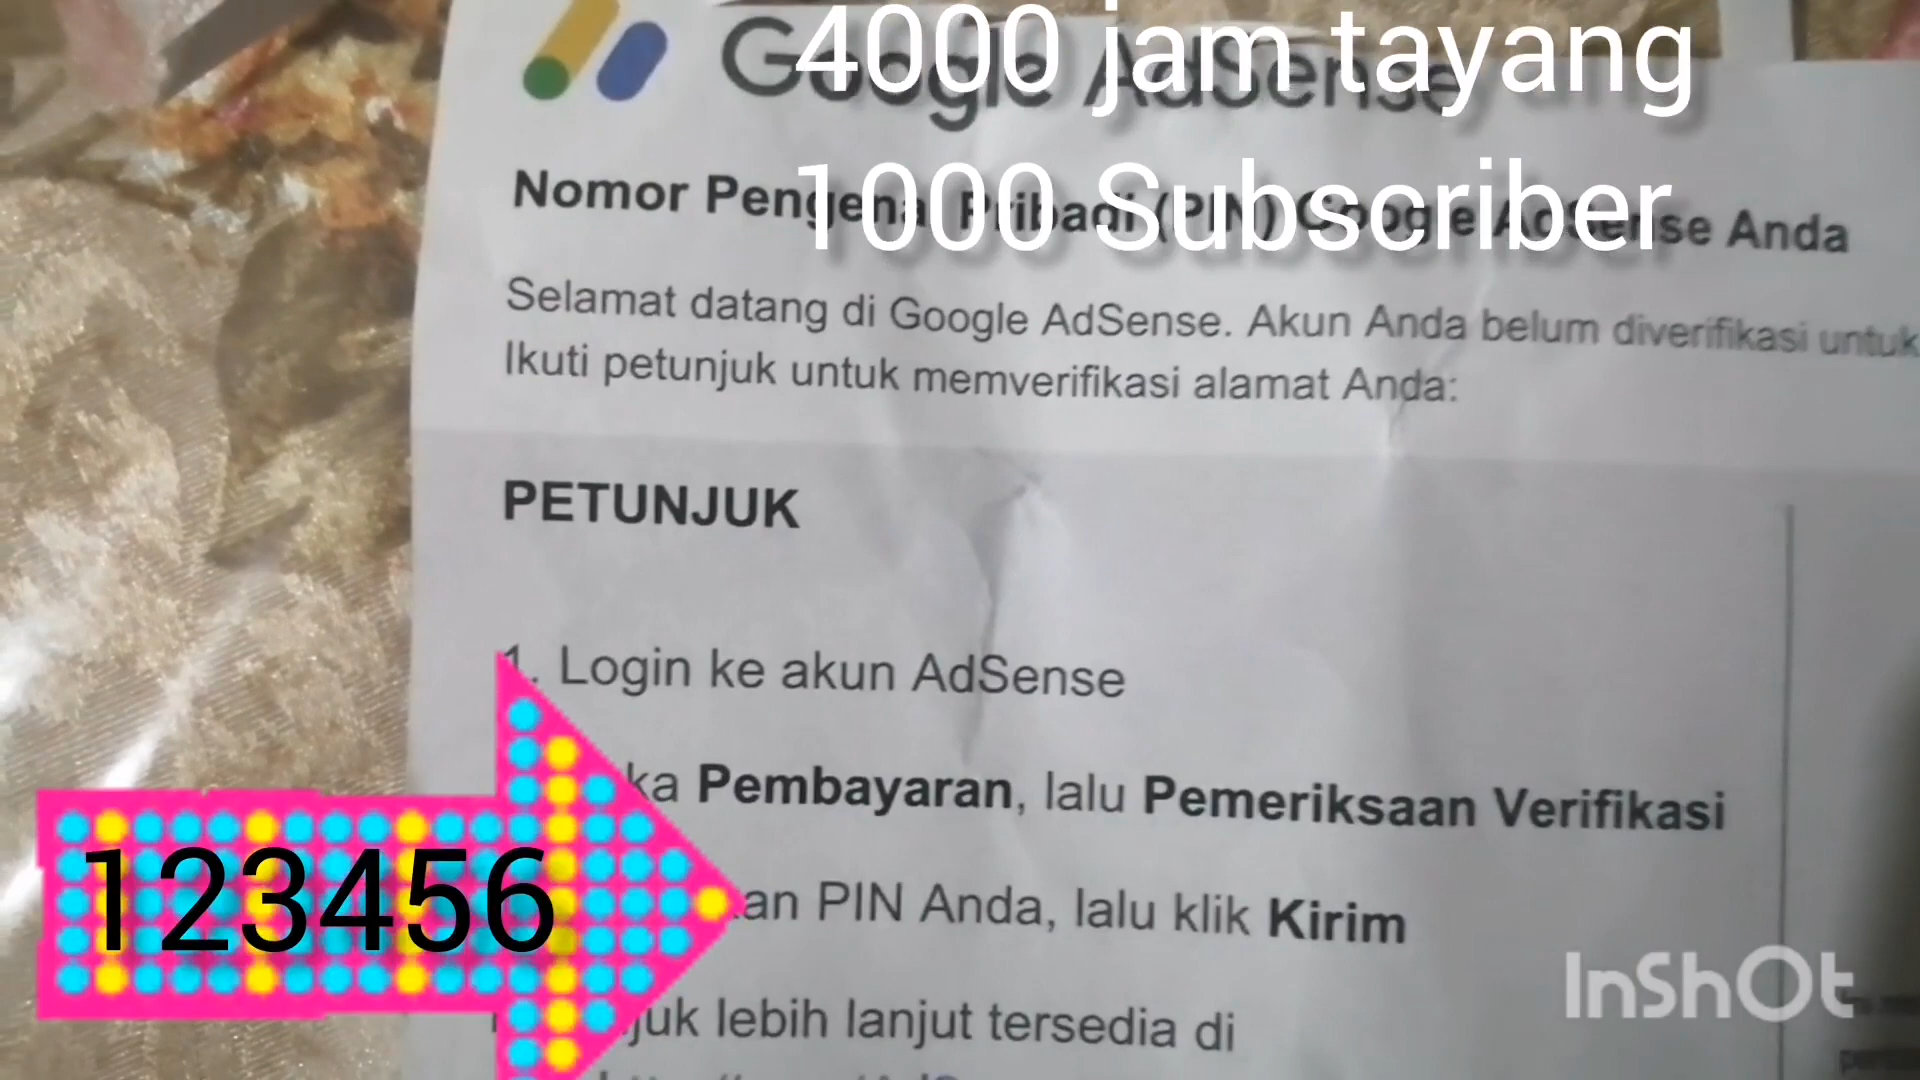 4000 jam tayang
1000 Subscriber
Google AdSense
Nomor Pengenal Pribadi (PIN) Google AdSense Anda
Selamat datang di Google AdSense. Akun Anda belum diverifikasi untuk
Ikuti petunjuk untuk memverifikasi alamat Anda:
PETUNJUK
1. Login ke akun AdSense
ka Pembayaran, lalu Pemeriksaan Verifikasi
an PIN Anda, lalu klik Kirim
123456
juk lebih lanjut tersedia di
InShOt